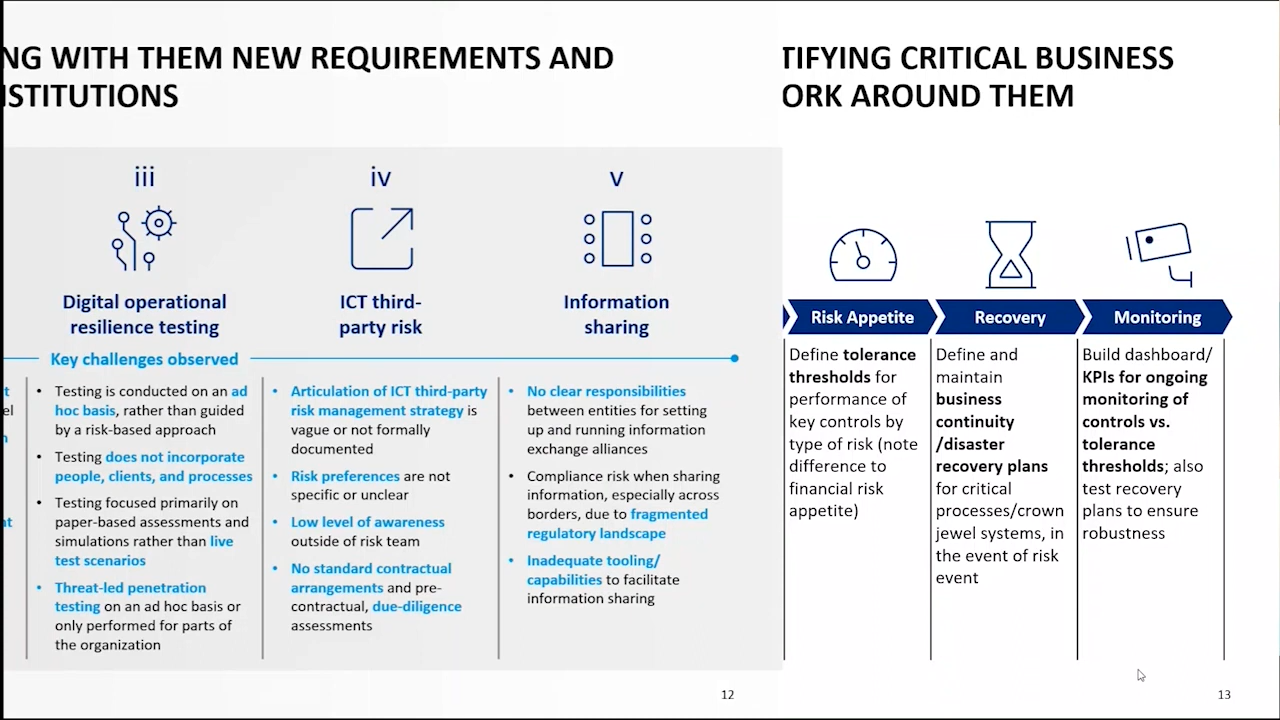 NG WITH THEM NEW REQUIREMENTS AND
ISTITUTIONS
iii
Digital operational
resilience testing
iv
ICT third-
party risk
v
Information
sharing
Key challenges observed
t
el
n
nt
• Testing is conducted on an ad
hoc basis, rather than guided
by a risk-based approach
• Testing does not incorporate
people, clients, and processes
• Testing focused primarily on
paper-based assessments and
simulations rather than live
test scenarios
• Threat-led penetration
testing on an ad hoc basis or
only performed for parts of
the organization
• Articulation of ICT third-party
risk management strategy is
vague or not formally
documented
• Risk preferences are not
specific or unclear
• Low level of awareness
outside of risk team
• No standard contractual
arrangements and pre-
contractual, due-diligence
assessments
• No clear responsibilities
between entities for setting
up and running information
exchange alliances
• Compliance risk when sharing
information, especially across
borders, due to fragmented
regulatory landscape
• Inadequate tooling/
capabilities to facilitate
information sharing
12
TIFYING CRITICAL BUSINESS
ORK AROUND THEM
Risk Appetite
Define tolerance
thresholds for
performance of
key controls by
type of risk (note
difference to
financial risk
appetite)
Recovery
Define and
maintain
business
continuity
/disaster
recovery plans
for critical
processes/crown
jewel systems, in
the event of risk
event
Monitoring
Build dashboard/
KPIs for ongoing
monitoring of
controls vs.
tolerance
thresholds; also
test recovery
plans to ensure
robustness
13